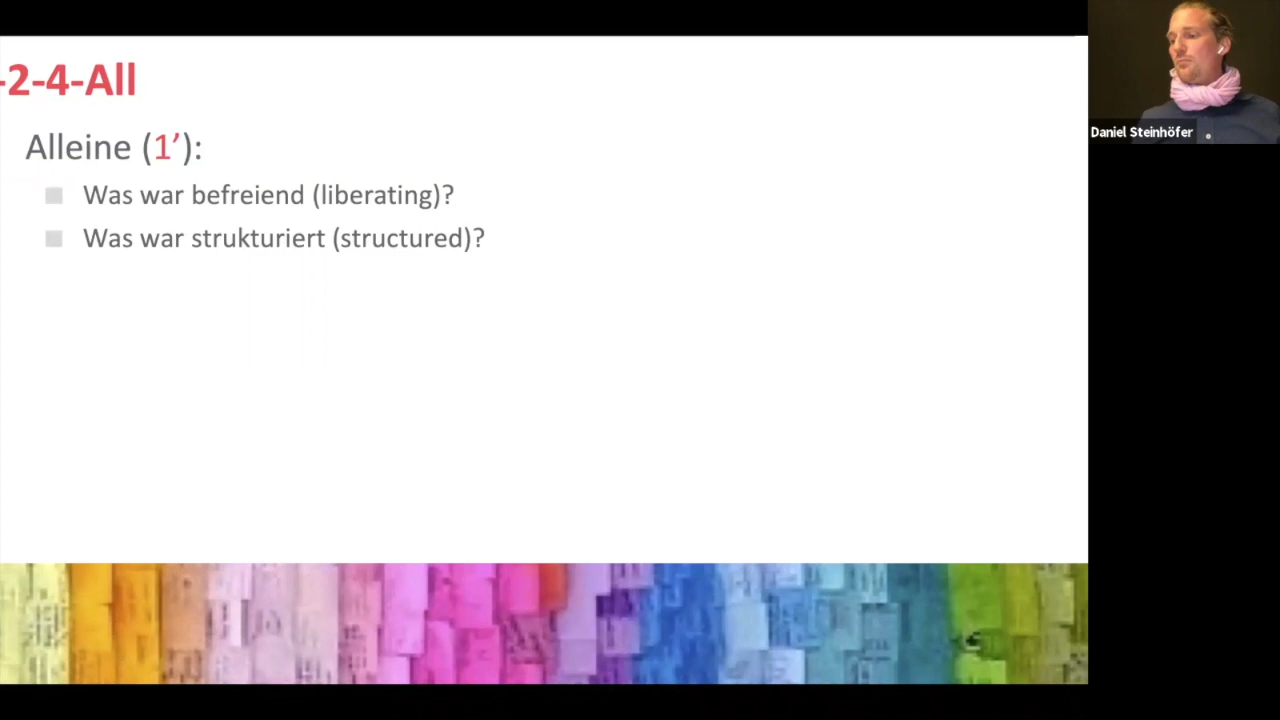 -2-4-All
Alleine (1’):
Was war befreiend (liberating)?
Was war strukturiert (structured)?
Daniel Steinhöfer